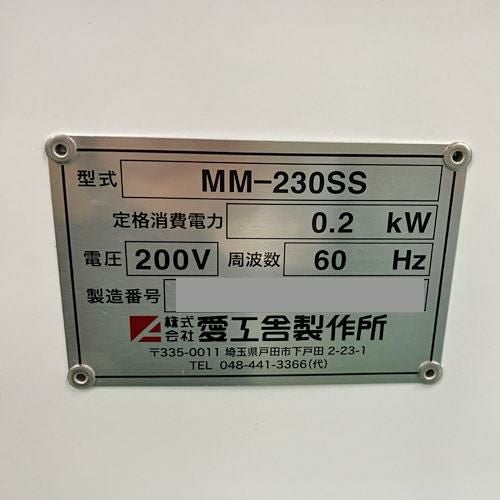 型式 MM-230SS
定格消費電力 0.2 kW
電圧 200V 周波数 60 Hz
製造番号
株式会社 愛工舎製作所
〒335-0011 埼玉県戸田市下戸田 2-23-1
TEL 048-441-3366(代)